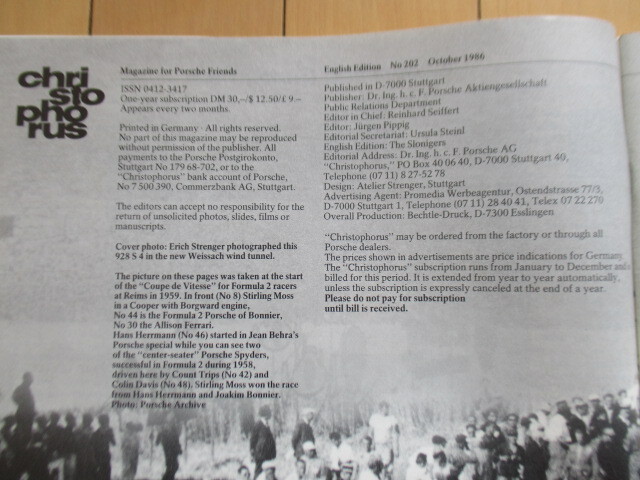 chri
sto
pho
rus
Magazine for Porsche Friends
ISSN 0412-3417
One-year subscription DM 30,–/$ 12.50/£ 9.–
Appears every two months.
Printed in Germany · All rights reserved.
No part of this magazine may be reproduced
without permission of the publisher. All
payments to the Porsche Postgirokonto,
Stuttgart No 179 68-702, or to the
“Christophorus” bank account of Porsche,
No 7 500 390, Commerzbank AG, Stuttgart.
The editors can accept no responsibility for the
return of unsolicited photos, slides, films or
manuscripts.
Cover photo: Erich Strenger photographed this
928 S 4 in the new Weissach wind tunnel.
The picture on these pages was taken at the start
of the “Coupe de Vitesse” for Formula 2 racers
at Reims in 1959. In front (No 8) Stirling Moss
in a Cooper with Borgward engine,
No 44 is the Formula 2 Porsche of Bonnier,
No 30 the Allison Ferrari.
Hans Herrmann (No 46) started in Jean Behra's
Porsche special while you can see two
of the “center-seater” Porsche Spyders,
successful in Formula 2 during 1958,
driven here by Count Trips (No 42) and
Colin Davis (No 48). Stirling Moss won the race
from Hans Herrmann and Joakim Bonnier.
Photo: Porsche Archive
English Edition No 202 October 1986
Published in D-7000 Stuttgart
Publisher: Dr. Ing. h. c. F. Porsche Aktiengesellschaft
Public Relations Department
Editor in Chief: Reinhard Seiffert
Editor: Jürgen Pippig
Editorial Secretariat: Ursula Steinl
English Edition: The Slonigers
Editorial Address: Dr. Ing. h. c. F. Porsche AG
“Christophorus,” PO Box 40 06 40, D-7000 Stuttgart 40,
Telephone (07 11) 8 27-52 78
Design: Atelier Strenger, Stuttgart
Advertising Agent: Promedia Werbeagentur, Ostendstrasse 77/3,
D-7000 Stuttgart 1, Telephone (07 11) 28 40 41, Telex 07 22 270
Overall Production: Bechtle-Druck, D-7300 Esslingen
“Christophorus” may be ordered from the factory or through all
Porsche dealers.
The prices shown in advertisements are price indications for Germany
The “Christophorus” subscription runs from January to December and
billed for this period. It is extended from year to year automatically,
unless the subscription is expressly canceled at the end of a year.
Please do not pay for subscription
until bill is received.